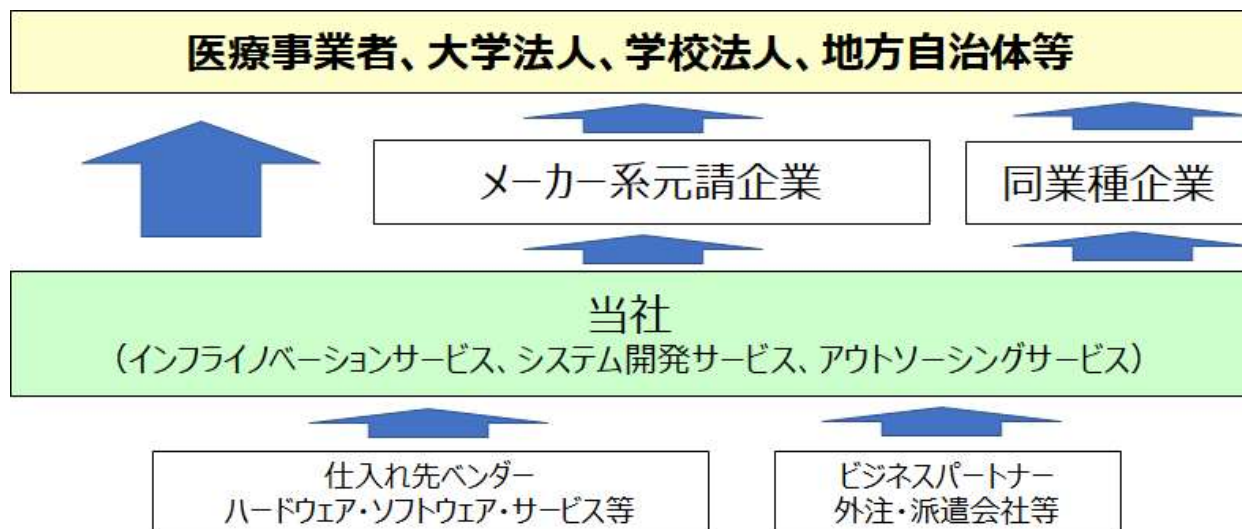 医療事業者、大学法人、学校法人、地方自治体等
メーカー系元請企業
同業種企業
当社
（インフライノベーションサービス、システム開発サービス、アウトソーシングサービス）
仕入れ先ベンダー
ハードウェア・ソフトウェア・サービス等
ビジネスパートナー
外注・派遣会社等